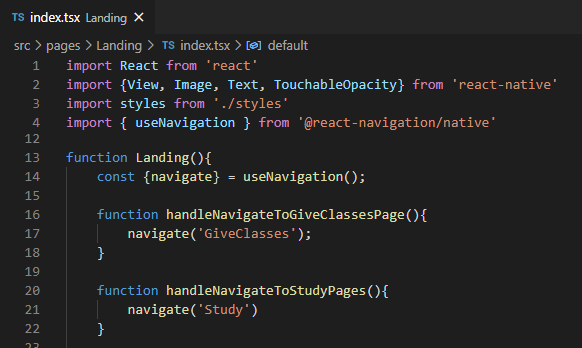 TS index.tsx Landing ×
src > pages > Landing > TS index.tsx > default
1 import React from 'react'
2 import {View, Image, Text, TouchableOpacity} from 'react-native'
3 import styles from './styles'
4 import { useNavigation } from '@react-navigation/native'
12
13 function Landing(){
14 const {navigate} = useNavigation();
15
16 function handleNavigateToGiveClassesPage(){
17 navigate('GiveClasses');
18 }
19
20 function handleNavigateToStudyPages(){
21 navigate('Study')
22 }
23